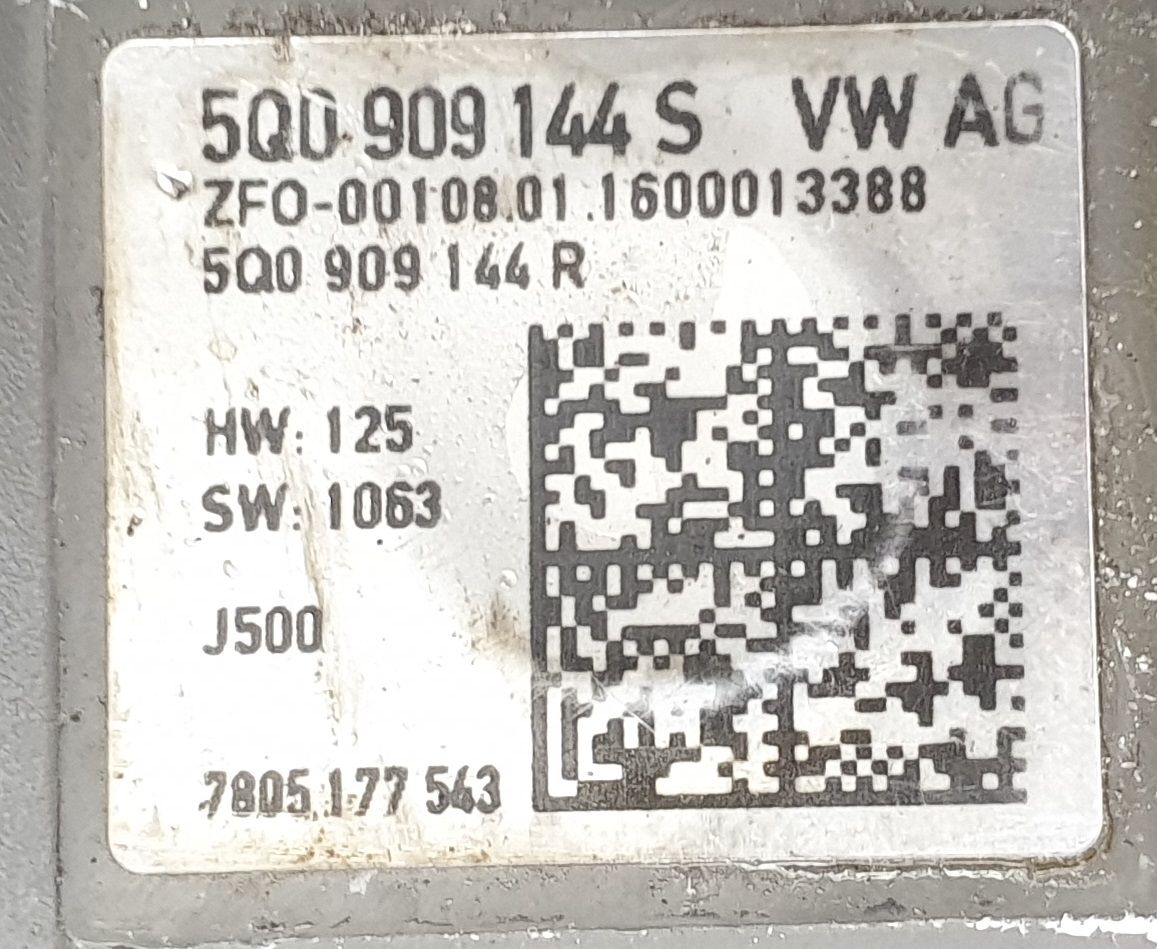 5Q0 909 144 S VW AG
ZFO-00108.01.1600013388
5Q0 909 144 R
HW: 125
SW: 1063
J500
7805.177 543